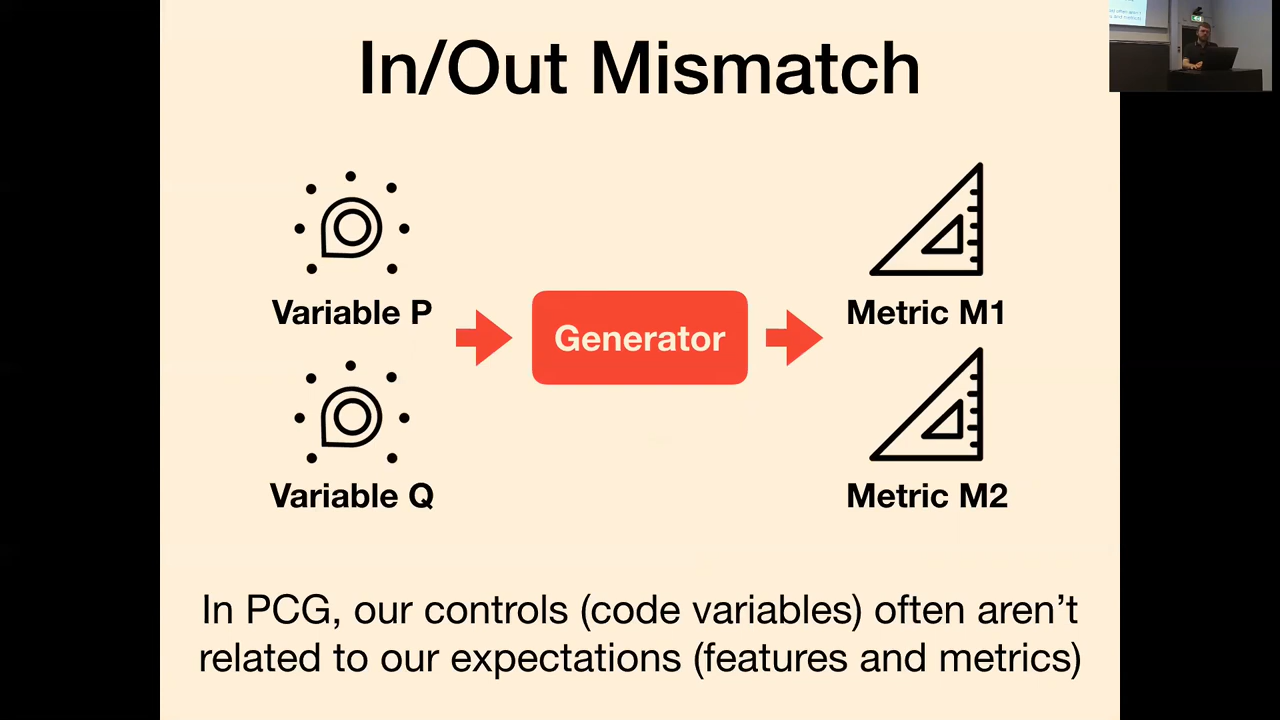 In/Out Mismatch
Variable P
Metric M1
Generator
Variable Q
Metric M2
In PCG, our controls (code variables) often aren’t
related to our expectations (features and metrics)